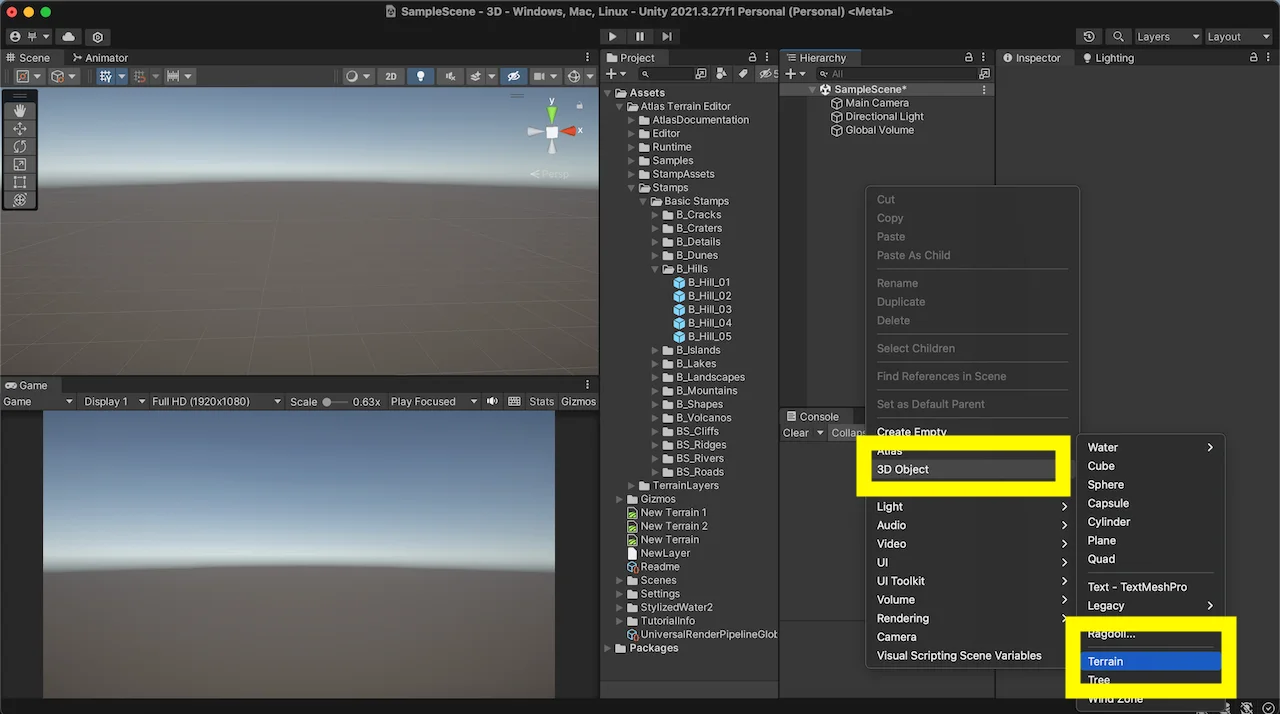 SampleScene - 3D - Windows, Mac, Linux - Unity 2021.3.27f1 Personal (Personal) <Metal>
Layers
Layout
Scene
Animator
2D
y
x
Persp
Game
Game
Display 1
Full HD (1920x1080)
Scale
0.63x
Play Focused
Stats
Gizmos
Project
5
Assets
Atlas Terrain Editor
AtlasDocumentation
Editor
Runtime
Samples
StampAssets
Stamps
Basic Stamps
B_Cracks
B_Craters
B_Details
B_Dunes
B_Hills
B_Hill_01
B_Hill_02
B_Hill_03
B_Hill_04
B_Hill_05
B_Islands
B_Lakes
B_Landscapes
B_Mountains
B_Shapes
B_Volcanos
BS_Cliffs
BS_Ridges
BS_Rivers
BS_Roads
TerrainLayers
Gizmos
New Terrain 1
New Terrain 2
New Terrain
NewLayer
Readme
Scenes
Settings
StylizedWater2
TutorialInfo
UniversalRenderPipelineGlob
Packages
Hierarchy
All
SampleScene*
Main Camera
Directional Light
Global Volume
Console
Clear
Collaps
Inspector
Lighting
Cut
Copy
Paste
Paste As Child
Rename
Duplicate
Delete
Select Children
Find References in Scene
Set as Default Parent
Create Empty
Atlas
3D Object
Light
Audio
Video
UI
UI Toolkit
Volume
Rendering
Camera
Visual Scripting Scene Variables
Water
Cube
Sphere
Capsule
Cylinder
Plane
Quad
Text - TextMeshPro
Legacy
Ragdoll...
Terrain
Tree
Wind Zone